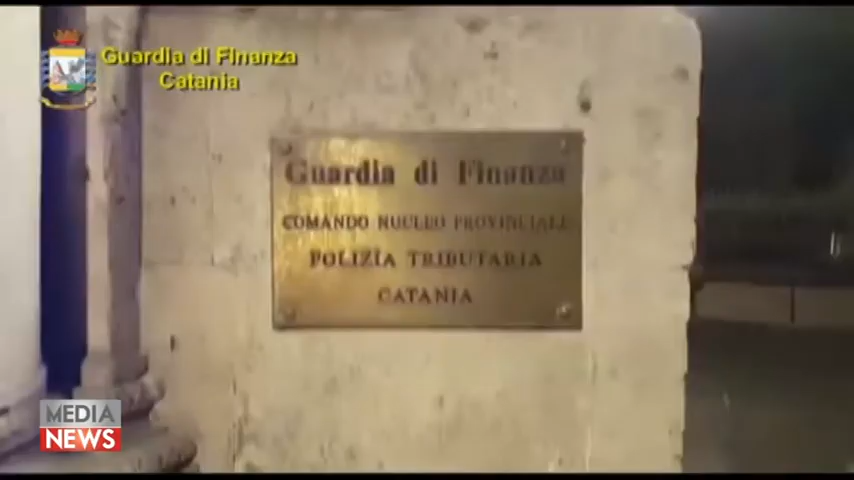 Guardia di Finanza
Catania
Guardia di Finanza
COMANDO NUCLEO PROVINCIALE
POLIZIA TRIBUTARIA
CATANIA
MEDIA
NEWS